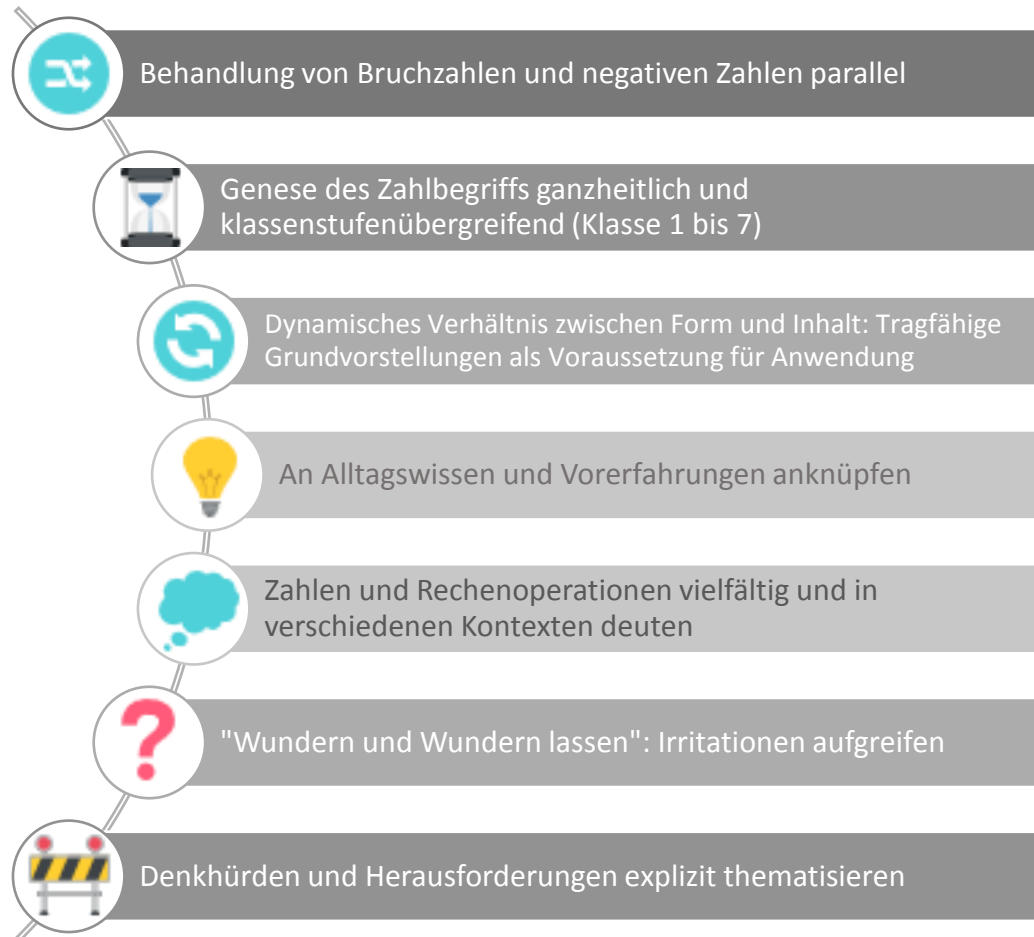 Behandlung von Bruchzahlen und negativen Zahlen parallel
Genese des Zahlbegriffs ganzheitlich und
klassenstufenübergreifend (Klasse 1 bis 7)
Dynamisches Verhältnis zwischen Form und Inhalt: Tragfähige
Grundvorstellungen als Voraussetzung für Anwendung
An Alltagswissen und Vorerfahrungen anknüpfen
Zahlen und Rechenoperationen vielfältig und in
verschiedenen Kontexten deuten
"Wundern und Wundern lassen": Irritationen aufgreifen
Denkhürden und Herausforderungen explizit thematisieren